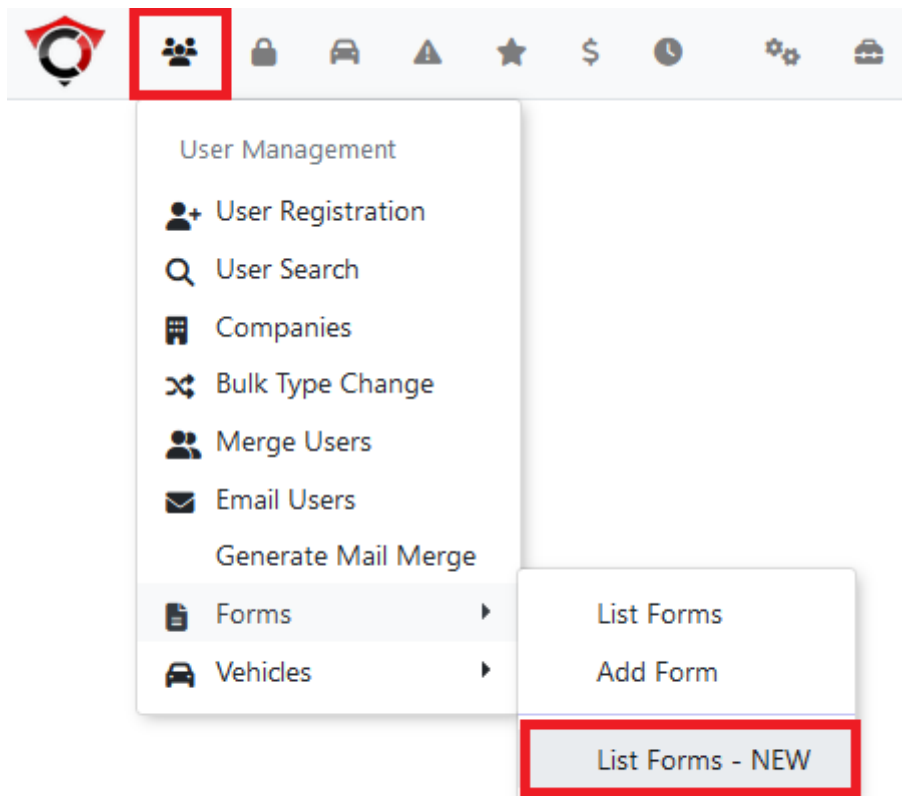 $
User Management
User Registration
User Search
Companies
Bulk Type Change
Merge Users
Email Users
Generate Mail Merge
Forms
List Forms
Vehicles
Add Form
List Forms - NEW